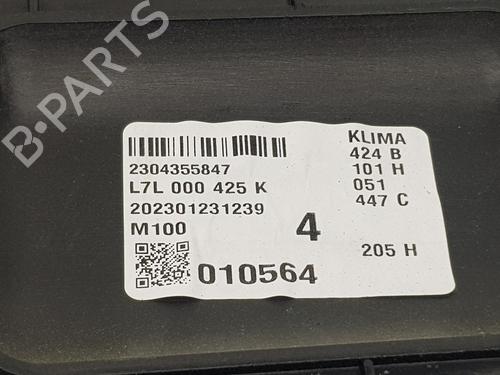 2304355847
L7L 000 425 K
202301231239
M100
4
010564
KLIMA
424 B
101 H
051
447 C
205 H
B-PARTS